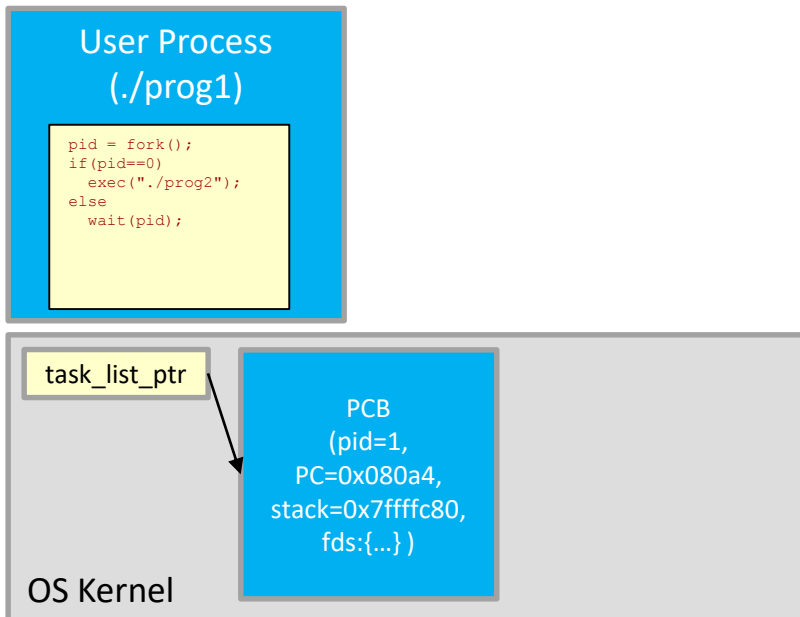 User Process
(./prog1)
pid = fork();
if(pid==0)
  exec("./prog2");
else
  wait(pid);
task_list_ptr
PCB
(pid=1,
PC=0x080a4,
stack=0x7ffffc80,
fds:{…} )
OS Kernel